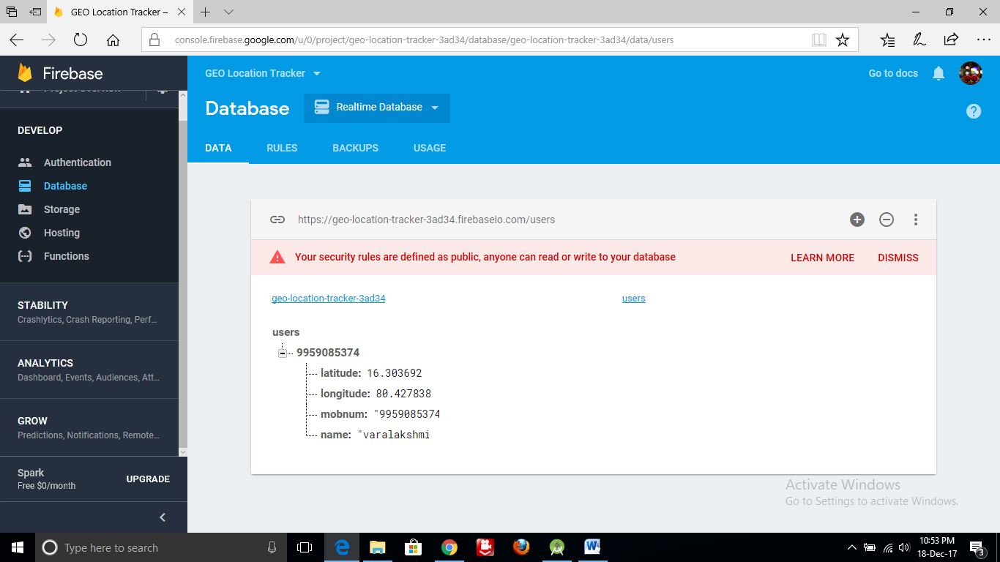 GEO Location Tracker –
console.firebase.google.com/u/0/project/geo-location-tracker-3ad34/database/geo-location-tracker-3ad34/data/users
Firebase
Project Overview
GEO Location Tracker
Go to docs
Database
Realtime Database
DATA
RULES
BACKUPS
USAGE
DEVELOP
Authentication
Database
Storage
Hosting
Functions
STABILITY
Crashlytics, Crash Reporting, Perf...
ANALYTICS
Dashboard, Events, Audiences, Att...
GROW
Predictions, Notifications, Remote...
Spark
Free $0/month
UPGRADE
https://geo-location-tracker-3ad34.firebaseio.com/users
Your security rules are defined as public, anyone can read or write to your database
LEARN MORE
DISMISS
geo-location-tracker-3ad34
users
users
9959085374
latitude: 16.303692
longitude: 80.427838
mobnum: "9959085374
name: "varalakshmi
Activate Windows
Go to Settings to activate Windows.
Type here to search
10:53 PM
18-Dec-17
3